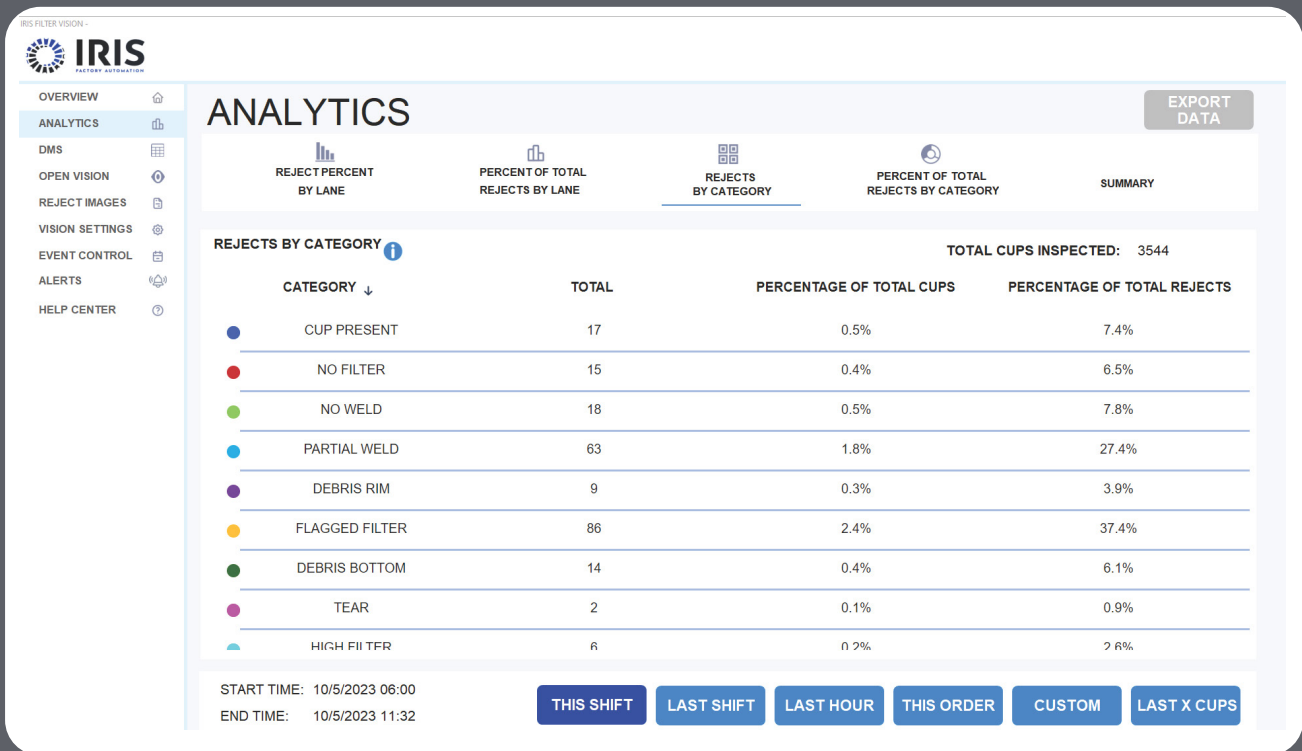 IRIS FILTER VISION -
IRIS
FACTORY AUTOMATION
OVERVIEW
ANALYTICS
DMS
OPEN VISION
REJECT IMAGES
VISION SETTINGS
EVENT CONTROL
ALERTS
HELP CENTER
ANALYTICS
EXPORT
DATA
REJECT PERCENT
BY LANE
PERCENT OF TOTAL
REJECTS BY LANE
REJECTS
BY CATEGORY
PERCENT OF TOTAL
REJECTS BY CATEGORY
SUMMARY
REJECTS BY CATEGORY
TOTAL CUPS INSPECTED: 3544
CATEGORY ↓ TOTAL PERCENTAGE OF TOTAL CUPS PERCENTAGE OF TOTAL REJECTS
CUP PRESENT 17 0.5% 7.4%
NO FILTER 15 0.4% 6.5%
NO WELD 18 0.5% 7.8%
PARTIAL WELD 63 1.8% 27.4%
DEBRIS RIM 9 0.3% 3.9%
FLAGGED FILTER 86 2.4% 37.4%
DEBRIS BOTTOM 14 0.4% 6.1%
TEAR 2 0.1% 0.9%
HIGH FILTER 6 0.2% 2.6%
START TIME: 10/5/2023 06:00
END TIME: 10/5/2023 11:32
THIS SHIFT LAST SHIFT LAST HOUR THIS ORDER CUSTOM LAST X CUPS